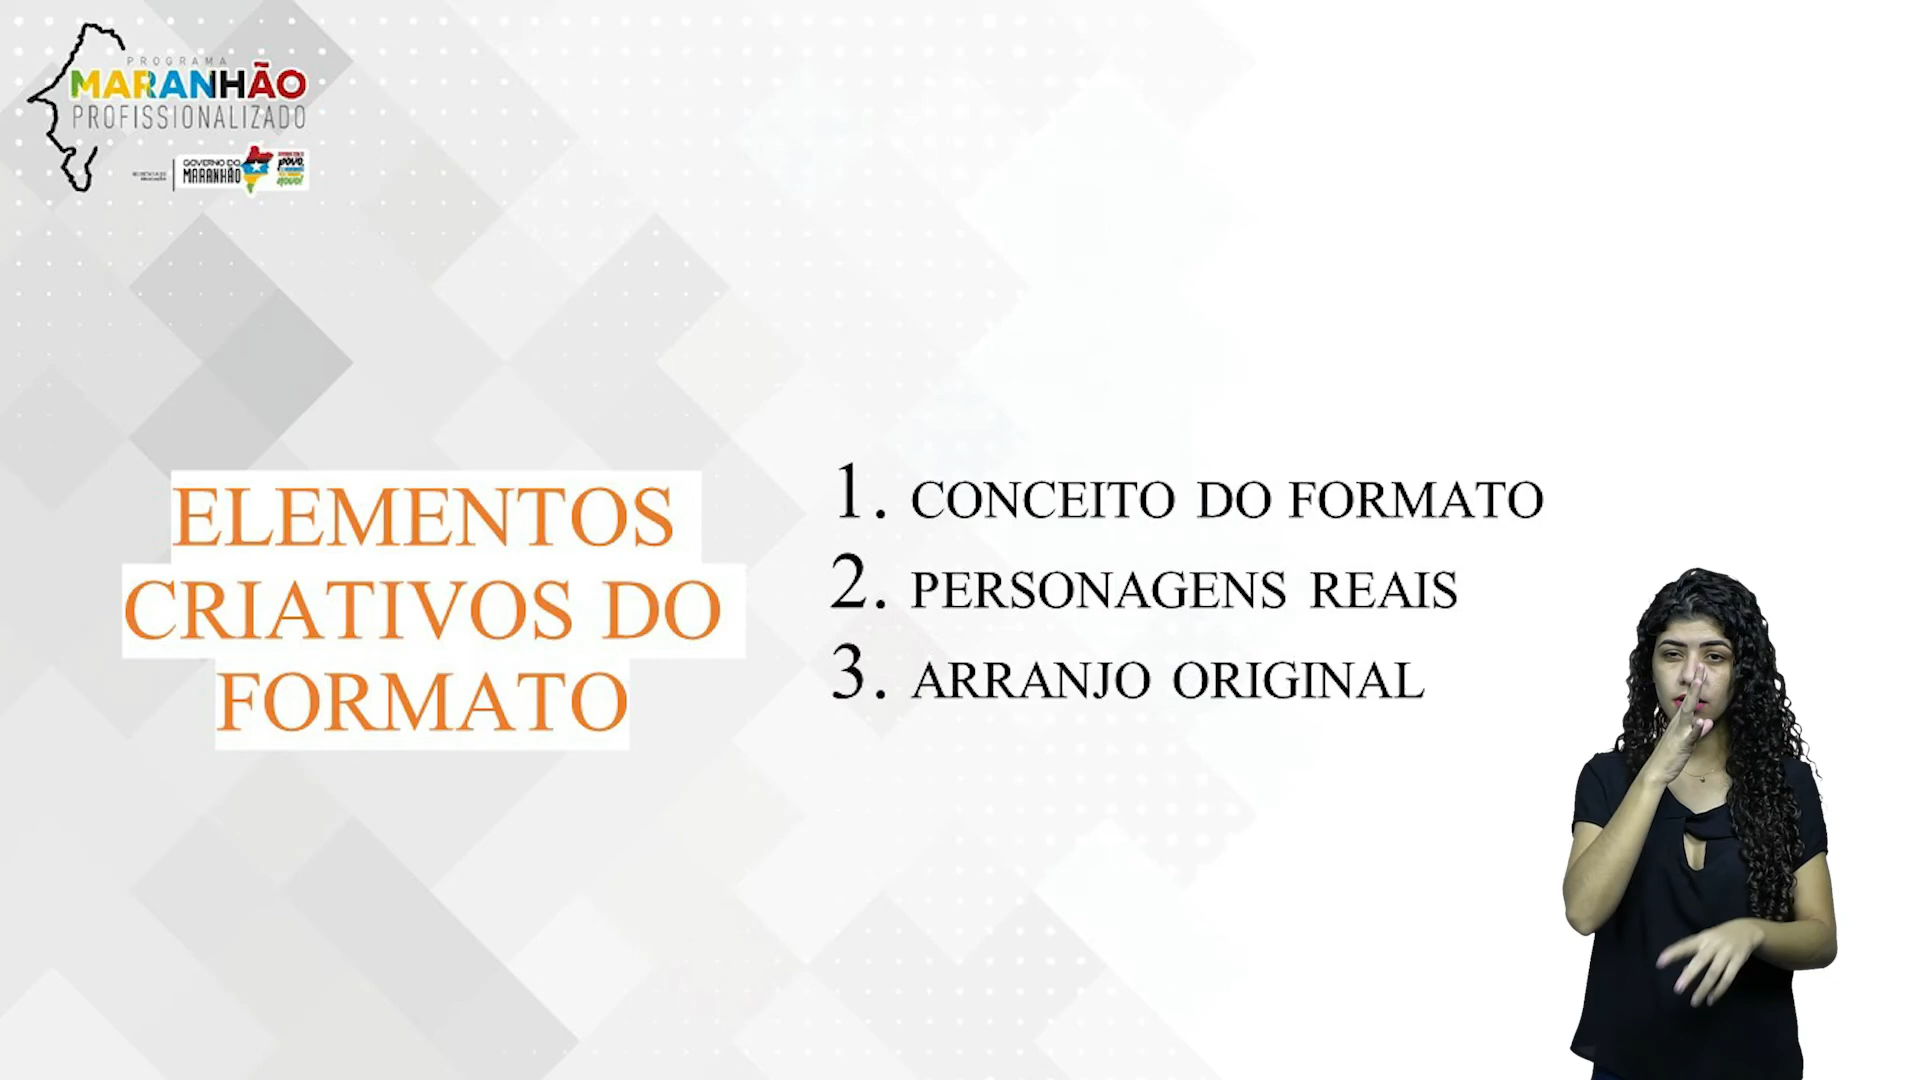 PROGRAMA
MARANHÃO
PROFISSIONALIZADO
GOVERNO DO
MARANHÃO
ELEMENTOS
CRIATIVOS DO
FORMATO
1. CONCEITO DO FORMATO
2. PERSONAGENS REAIS
3. ARRANJO ORIGINAL